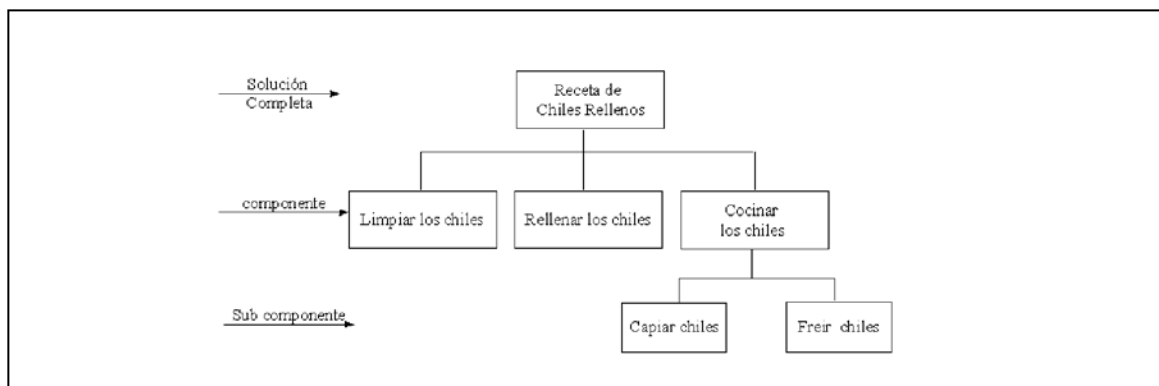 Solución
Completa
Receta de
Chiles Rellenos
componente
Limpiar los chiles
Rellenar los chiles
Cocinar
los chiles
Sub componente
Capiar chiles
Freir chiles